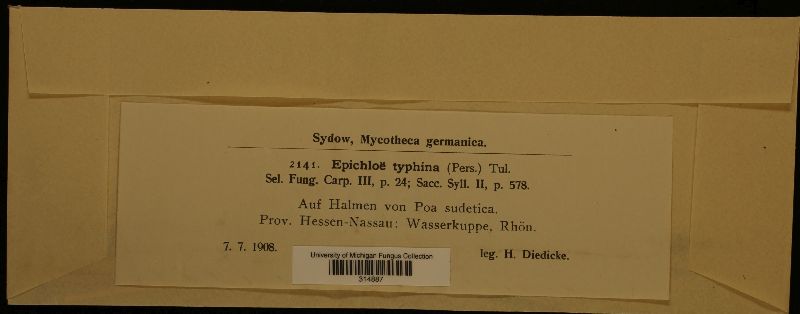 Sydow, Mycotheca germanica.
2141. Epichloë typhina (Pers.) Tul.
Sel. Fung. Carp. III, p. 24; Sacc. Syll. II, p. 578.
Auf Halmen von Poa sudetica.
Prov. Hessen-Nassau: Wasserkuppe, Rhön.
7. 7. 1908.
leg. H. Diedicke.
University of Michigan Fungus Collection
314887